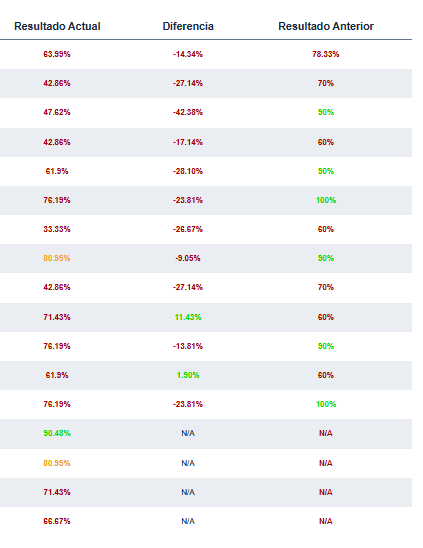 Resultado Actual Diferencia Resultado Anterior
63.99% -14.34% 78.33%
42.86% -27.14% 70%
47.62% -42.38% 90%
42.86% -17.14% 60%
61.9% -28.10% 90%
76.19% -23.81% 100%
33.33% -26.67% 60%
80.95% -9.05% 90%
42.86% -27.14% 70%
71.43% 11.43% 60%
76.19% -13.81% 90%
61.9% 1.90% 60%
76.19% -23.81% 100%
90.48% N/A N/A
80.95% N/A N/A
71.43% N/A N/A
66.67% N/A N/A